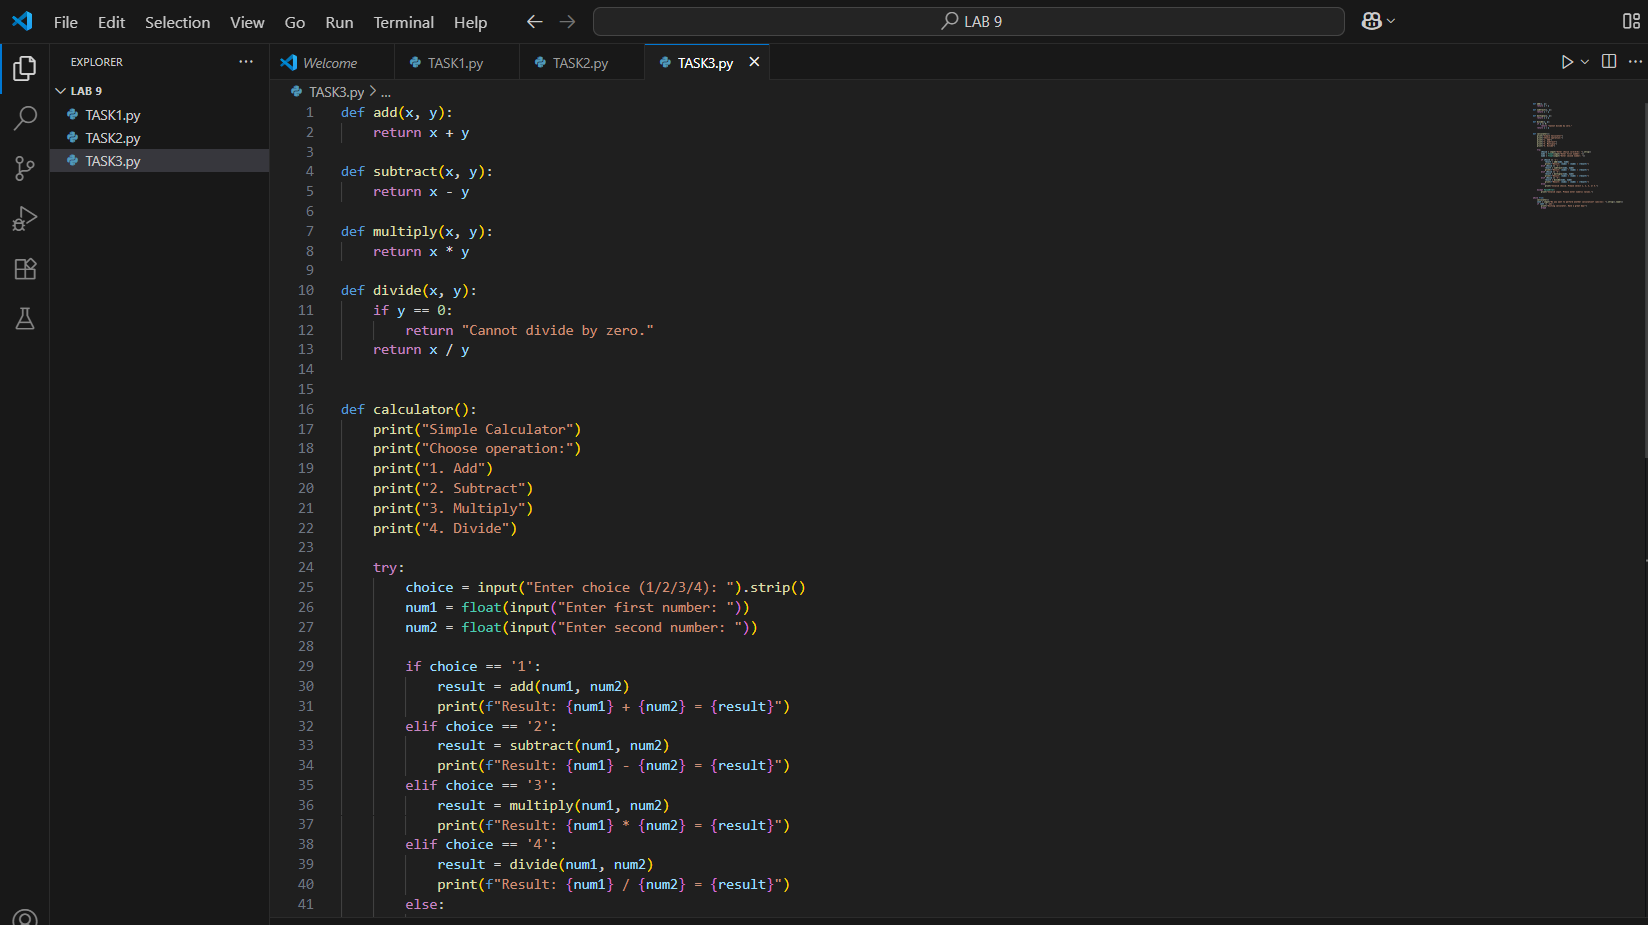 File Edit Selection View Go Run Terminal Help LAB 9
EXPLORER
Welcome TASK1.py TASK2.py TASK3.py
LAB 9
TASK1.py
TASK2.py
TASK3.py
TASK3.py > ...
1 def add(x, y):
2     return x + y
3
4 def subtract(x, y):
5     return x - y
6
7 def multiply(x, y):
8     return x * y
9
10 def divide(x, y):
11     if y == 0:
12         return "Cannot divide by zero."
13     return x / y
14
15
16 def calculator():
17     print("Simple Calculator")
18     print("Choose operation:")
19     print("1. Add")
20     print("2. Subtract")
21     print("3. Multiply")
22     print("4. Divide")
23
24     try:
25         choice = input("Enter choice (1/2/3/4): ").strip()
26         num1 = float(input("Enter first number: "))
27         num2 = float(input("Enter second number: "))
28
29         if choice == '1':
30             result = add(num1, num2)
31             print(f"Result: {num1} + {num2} = {result}")
32         elif choice == '2':
33             result = subtract(num1, num2)
34             print(f"Result: {num1} - {num2} = {result}")
35         elif choice == '3':
36             result = multiply(num1, num2)
37             print(f"Result: {num1} * {num2} = {result}")
38         elif choice == '4':
39             result = divide(num1, num2)
40             print(f"Result: {num1} / {num2} = {result}")
41         else: